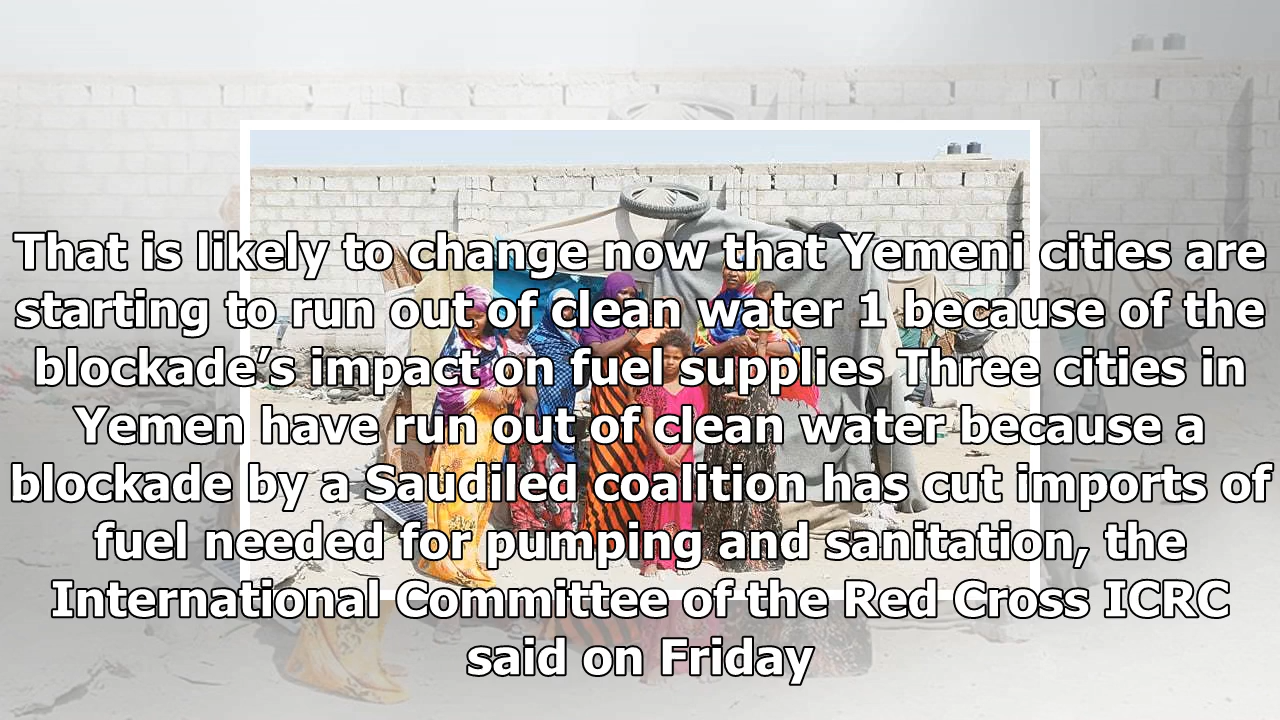 That is likely to change now that Yemeni cities are
starting to run out of clean water 1 because of the
blockade’s impact on fuel supplies Three cities in
Yemen have run out of clean water because a
blockade by a Saudiled coalition has cut imports of
fuel needed for pumping and sanitation, the
International Committee of the Red Cross ICRC
said on Friday